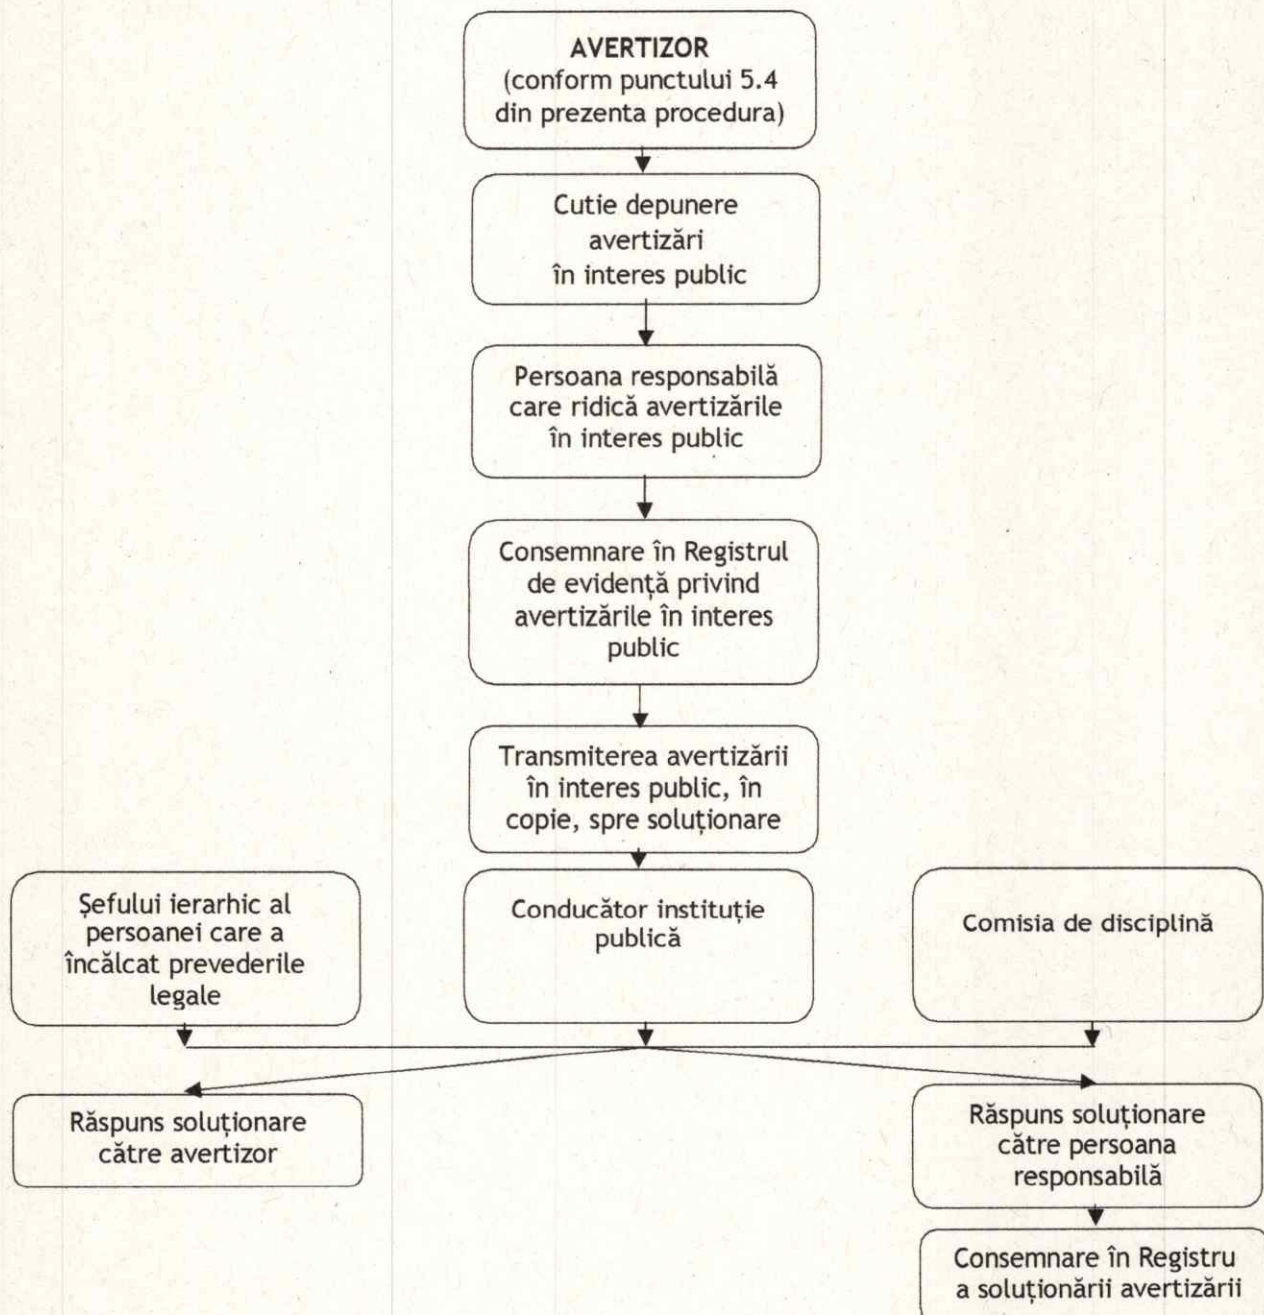 AVERTIZOR
(conform punctului 5.4
din prezenta procedura)
Cutie depunere
avertizări
în interes public
Persoana responsabilă
care ridică avertizările
în interes public
Consemnare în Registrul
de evidență privind
avertizările în interes
public
Transmiterea avertizării
în interes public, în
copie, spre soluționare
Șefului ierarhic al
persoanei care a
încălcat prevederile
legale
Conducător instituție
publică
Comisia de disciplină
Răspuns soluționare
către avertizor
Răspuns soluționare
către persoana
responsabilă
Consemnare în Registru
a soluționării avertizării